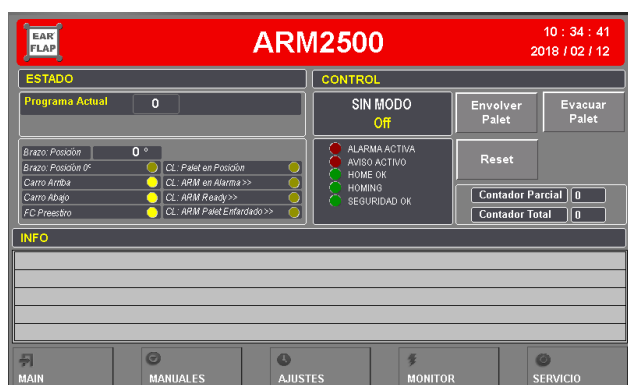 EAR
FLAP
ARM2500
10 : 34 : 41
2018 / 02 / 12
ESTADO
Programa Actual 0
Brazo: Posición 0 °
Brazo: Posición 0º
Carro Arriba
Carro Abajo
FC Preestiro
CL: Palet en Posición
CL: ARM en Alarma >>
CL: ARM Ready >>
CL: ARM Palet Enfardado >>
CONTROL
SIN MODO
Off
ALARMA ACTIVA
AVISO ACTIVO
HOME OK
HOMING
SEGURIDAD OK
Envolver
Palet
Evacuar
Palet
Reset
Contador Parcial 0
Contador Total 0
INFO
MAIN
MANUALES
AJUSTES
MONITOR
SERVICIO